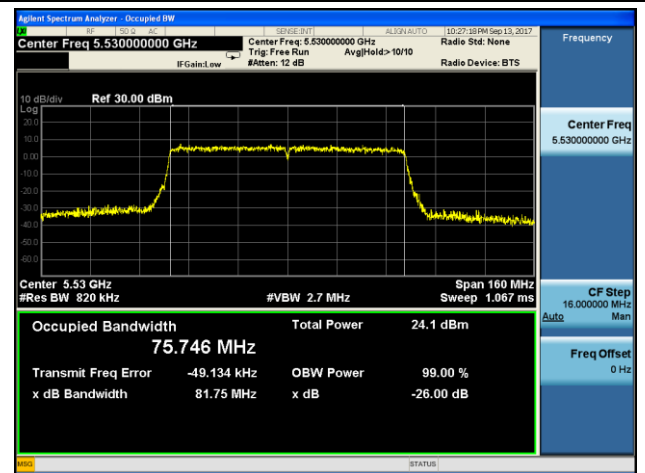 Agilent Spectrum Analyzer - Occupied BW
RF 50 Ω AC SENSE:INT ALIGN AUTO 10:27:18 PM Sep 13, 2017
Center Freq 5.530000000 GHz
Center Freq: 5.530000000 GHz
Radio Std: None
Trig: Free Run Avg|Hold:> 10/10
IFGain:Low #Atten: 12 dB Radio Device: BTS
10 dB/div Ref 30.00 dBm
Log
20.0
10.0
0.00
-10.0
-20.0
-30.0
-40.0
-50.0
-60.0
Center 5.53 GHz Span 160 MHz
#Res BW 820 kHz #VBW 2.7 MHz Sweep 1.067 ms
Occupied Bandwidth Total Power 24.1 dBm
75.746 MHz
Transmit Freq Error -49.134 kHz OBW Power 99.00 %
x dB Bandwidth 81.75 MHz x dB -26.00 dB
MSG STATUS
Frequency
Center Freq
5.530000000 GHz
CF Step
16.000000 MHz
Auto Man
Freq Offset
0 Hz